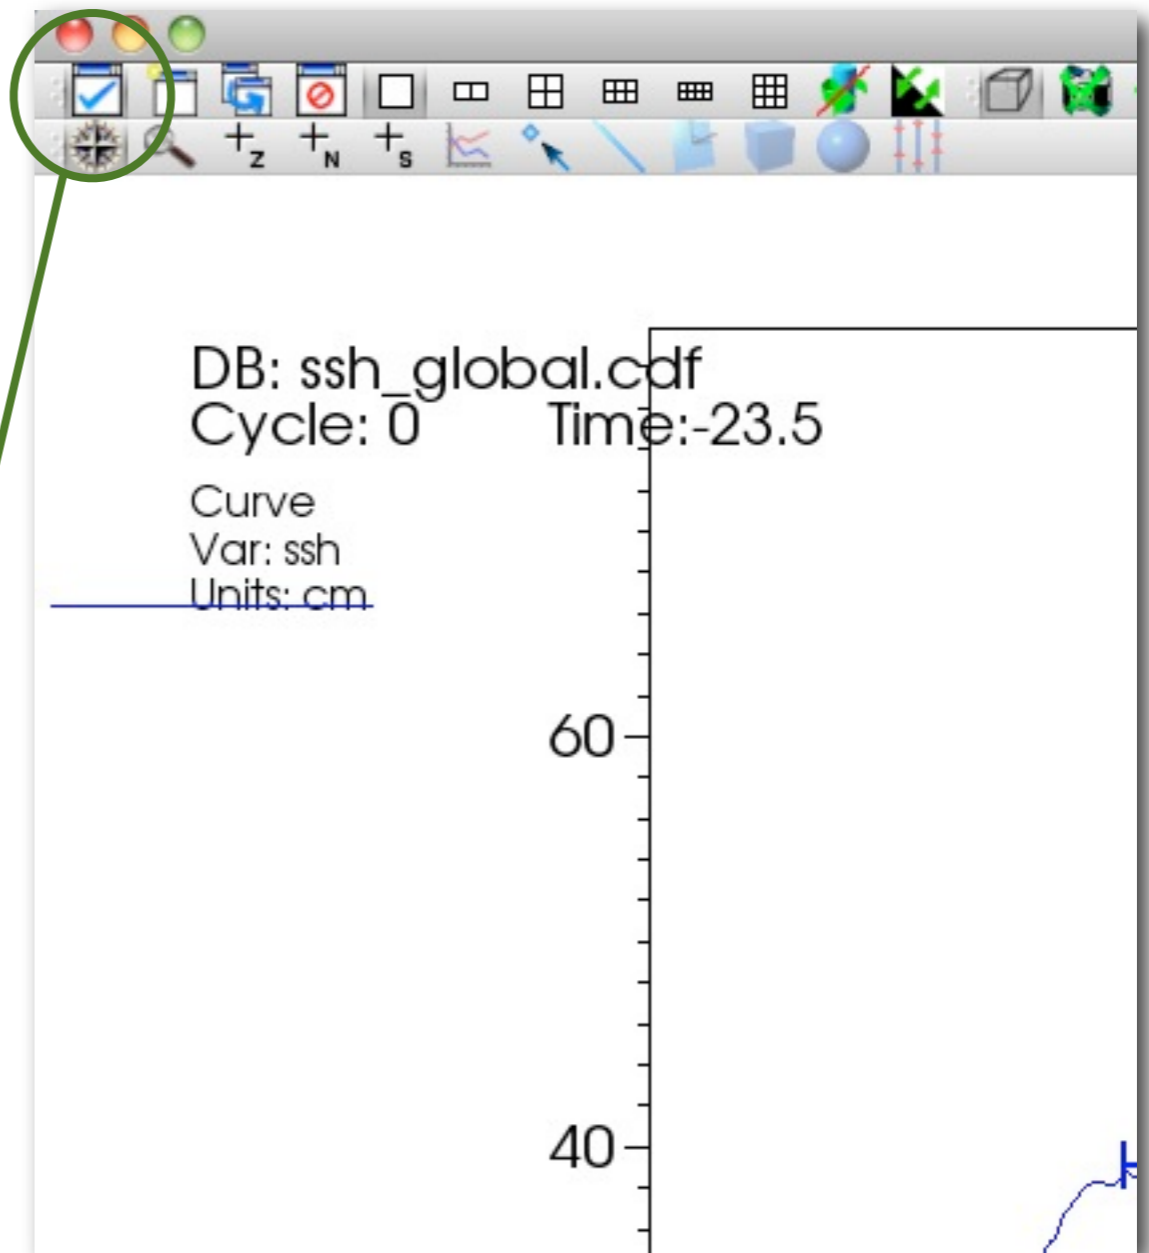 +Z +N +S
DB: ssh_global.cdf
Cycle: 0 Time:-23.5
Curve
Var: ssh
Units: cm
60
40
H